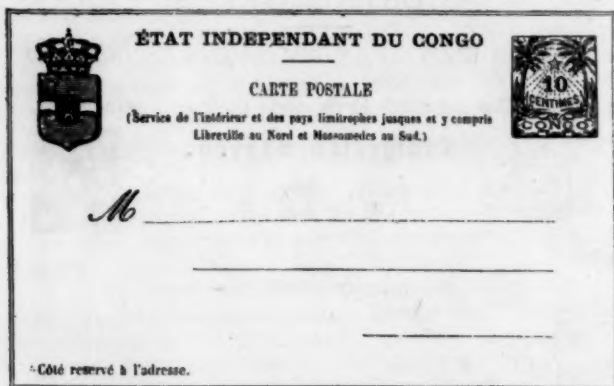 ÉTAT INDEPENDANT DU CONGO
CARTE POSTALE
10
CENTIMES
CONGO
(Service de l'intérieur et des pays limitrophes jusques et y compris
Libreville au Nord et Massamedes au Sud.)
M
Côté reservé à l'adresse.